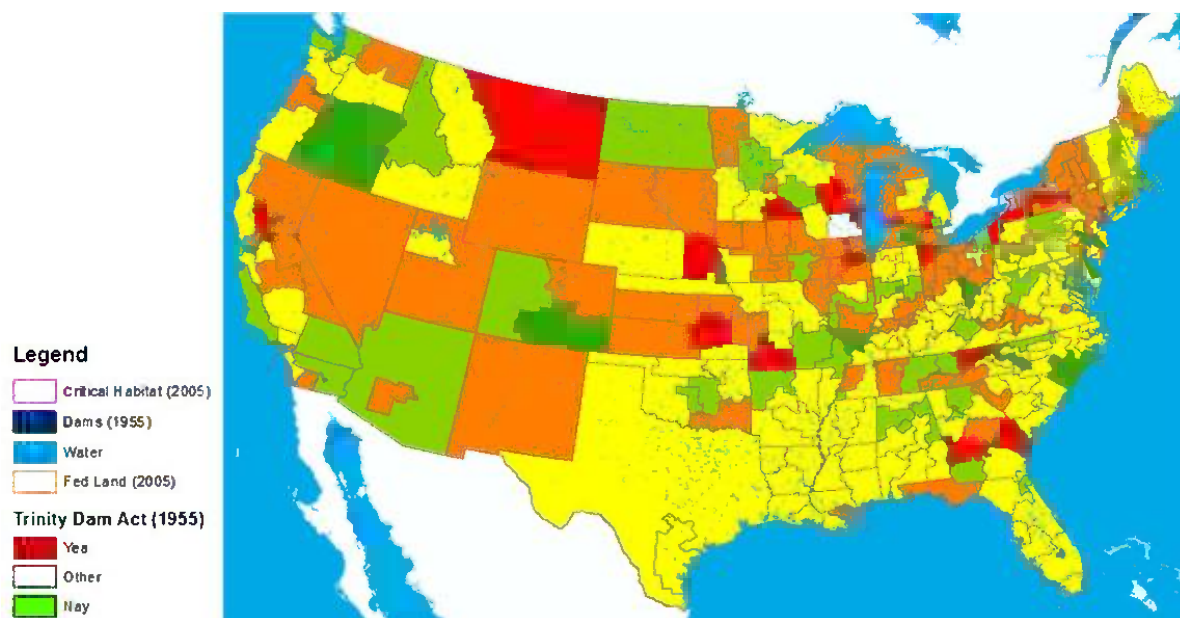 Legend
Critical Habitat (2005)
Dams (1955)
Water
Fed Land (2005)
Trinity Dam Act (1955)
Yea
Other
Nay